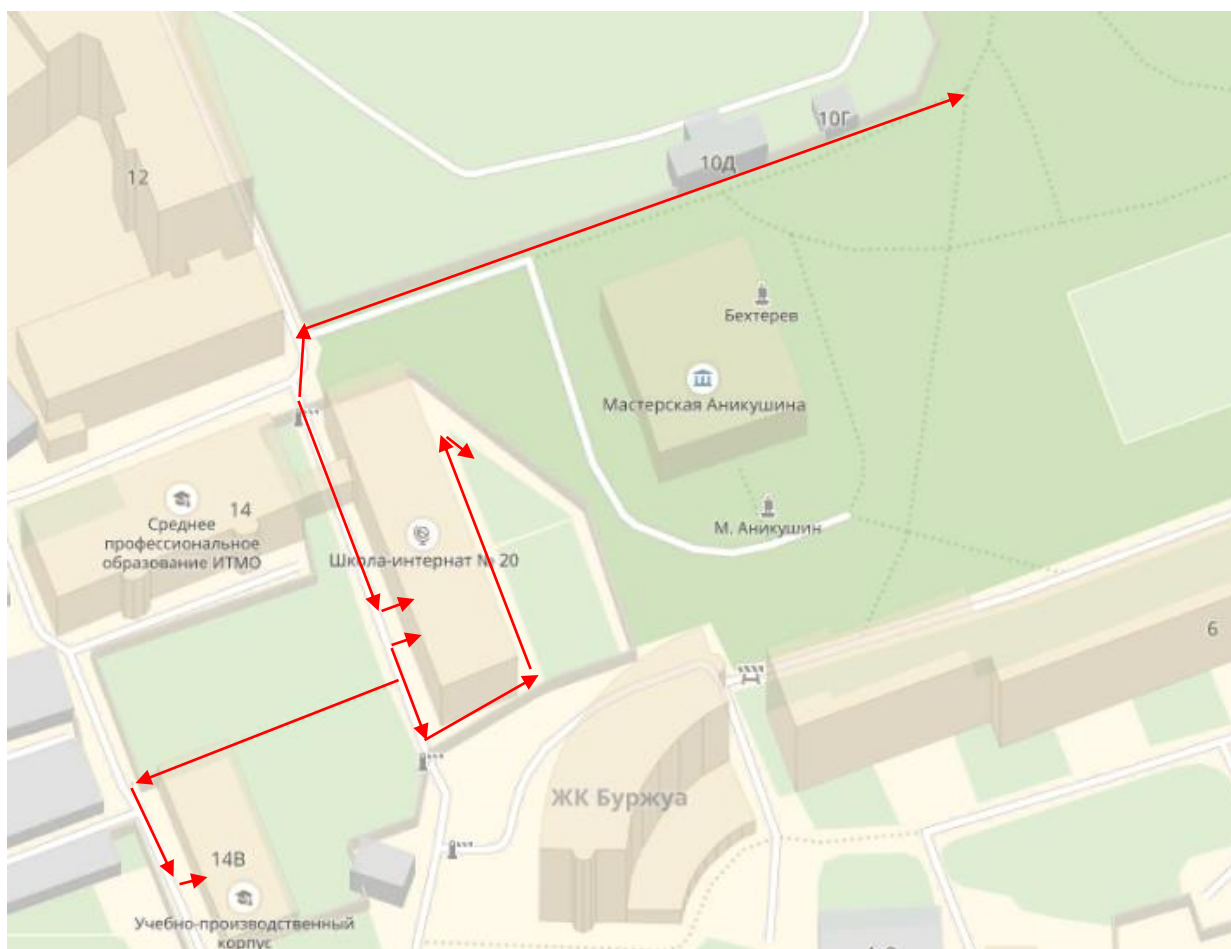 10Г
10Д
12
Бехтерев
Мастерская Аникушина
14
Среднее
профессиональное
образование ИТМО
М. Аникушин
Школа-интернат № 20
6
ЖК Буржуа
14В
Учебно-производственный
корпус